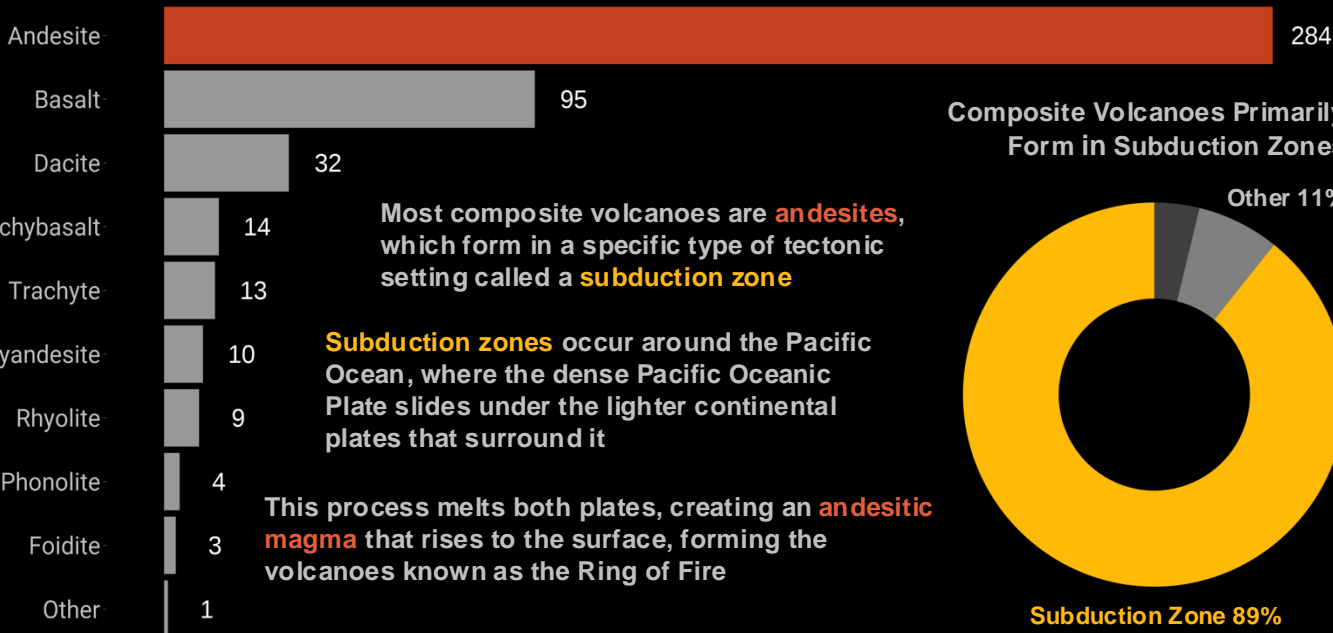 Andesite
284
Basalt
95
Composite Volcanoes Primarily
Form in Subduction Zones
Dacite
32
Other 11%
chybasalt
14
Most composite volcanoes are andesites,
which form in a specific type of tectonic
setting called a subduction zone
Trachyte
13
yandesite
10
Subduction zones occur around the Pacific
Ocean, where the dense Pacific Oceanic
Plate slides under the lighter continental
plates that surround it
Rhyolite
9
Phonolite
4
This process melts both plates, creating an andesitic
magma that rises to the surface, forming the
volcanoes known as the Ring of Fire
Foidite
3
Other
1
Subduction Zone 89%